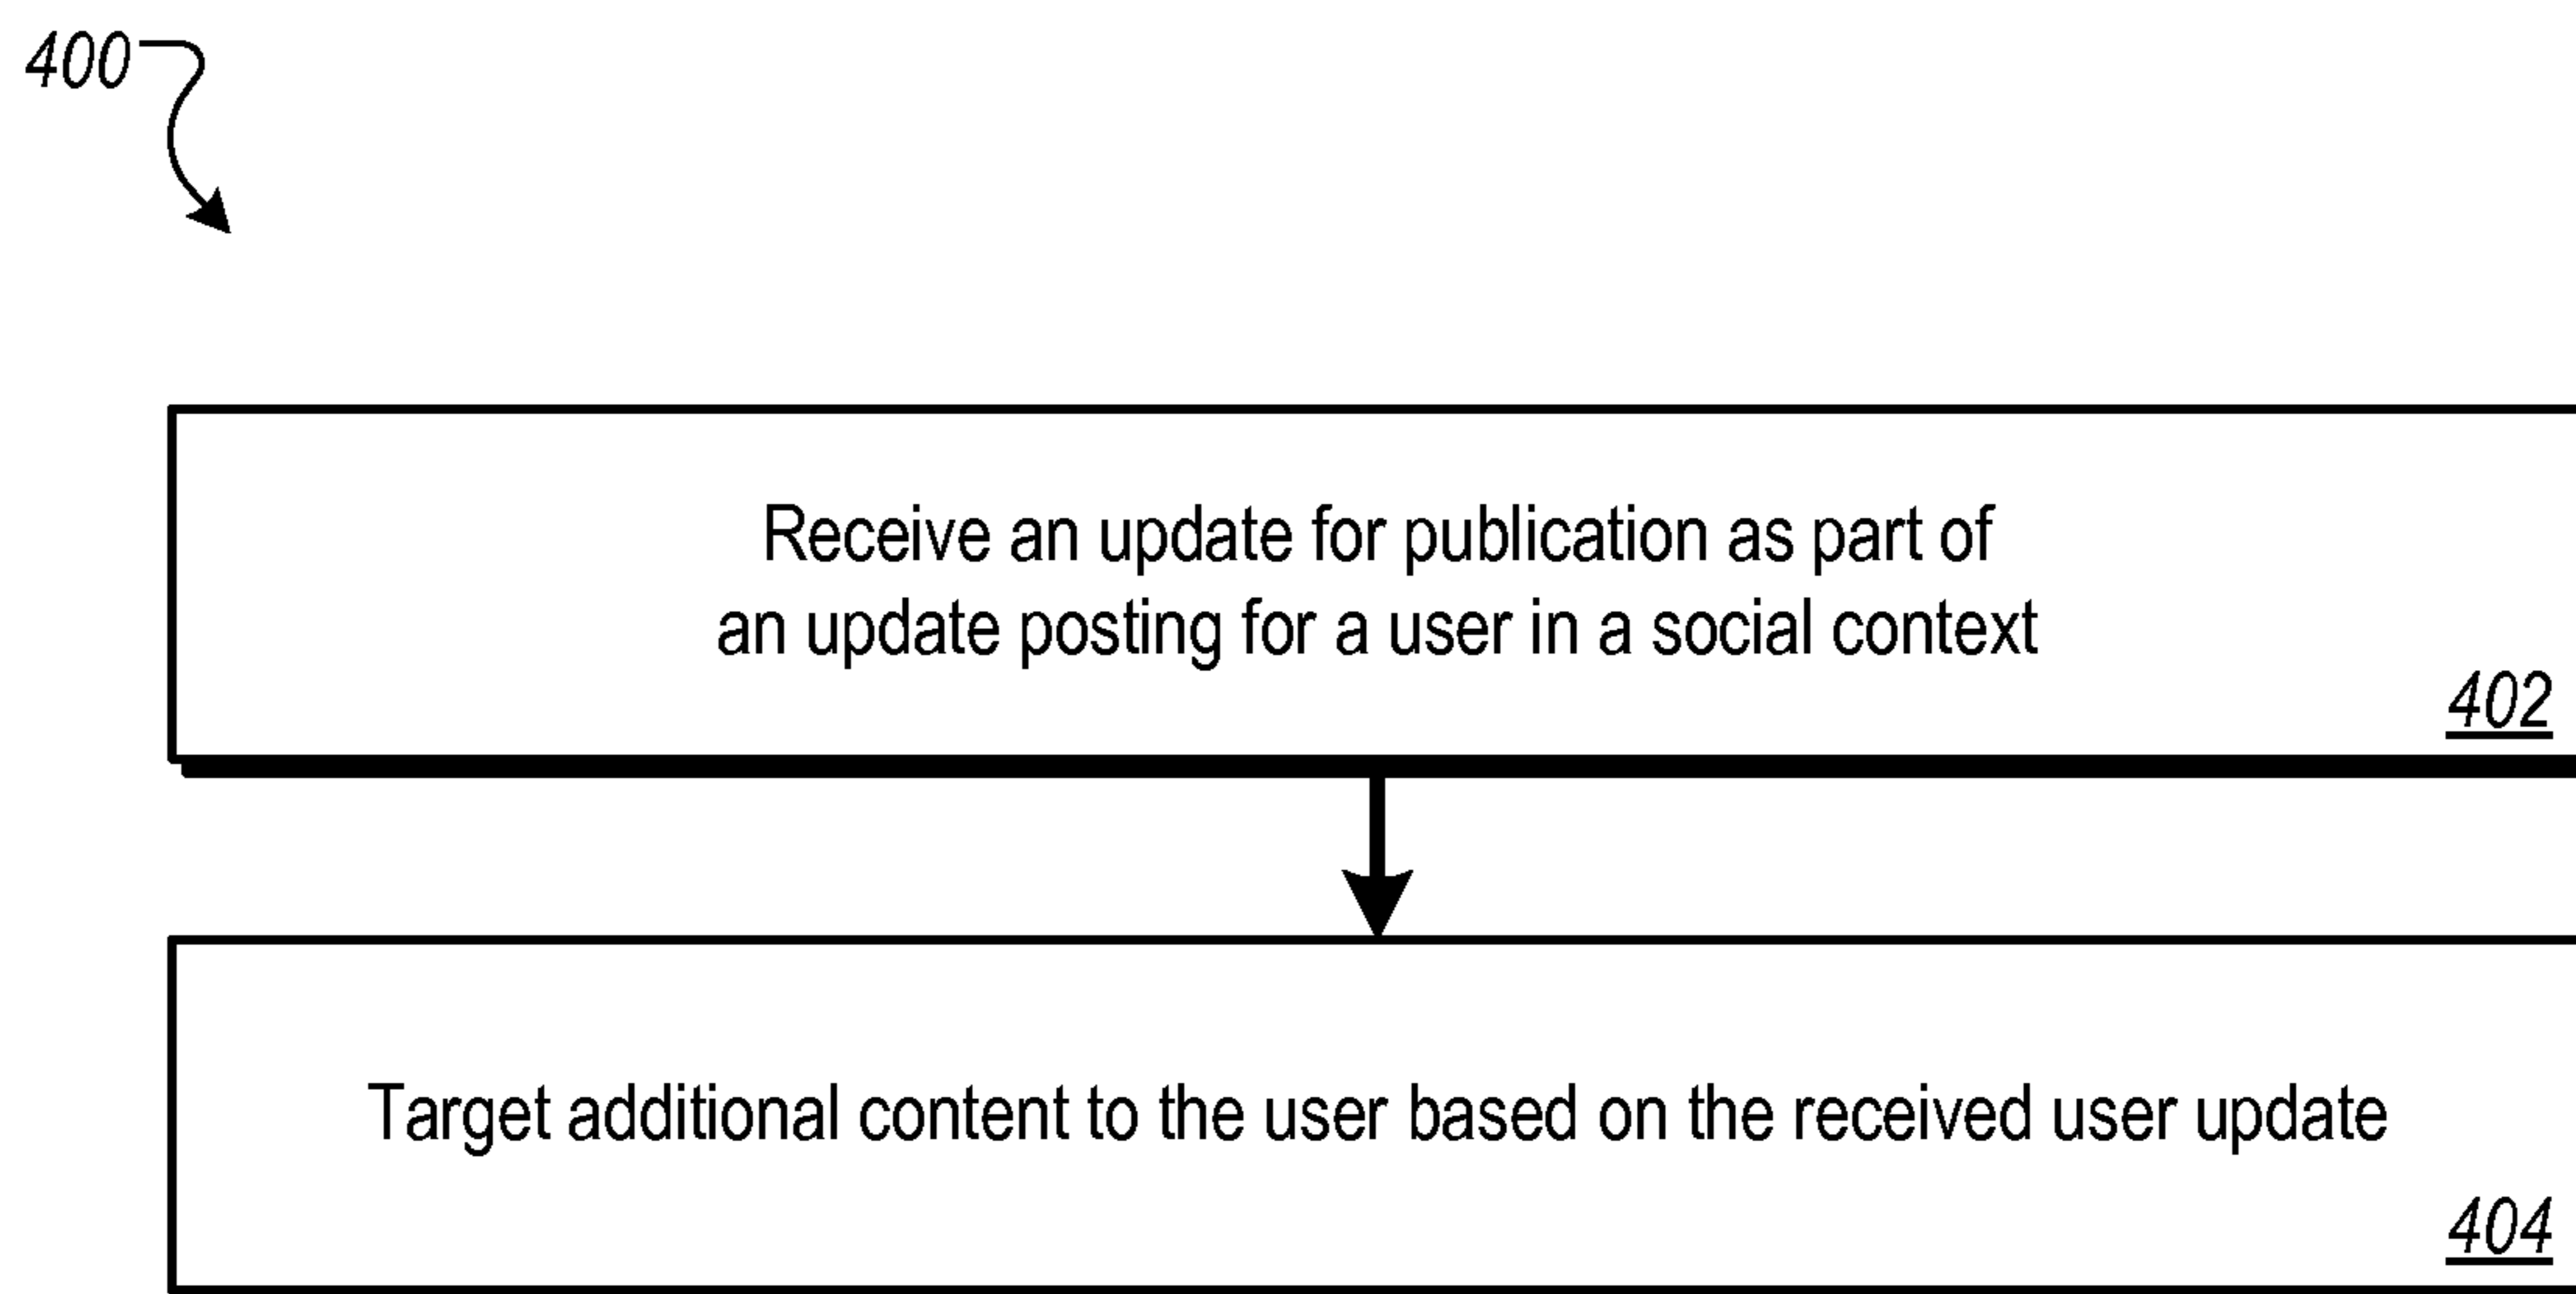 400
Receive an update for publication as part of
an update posting for a user in a social context
402
Target additional content to the user based on the received user update
404